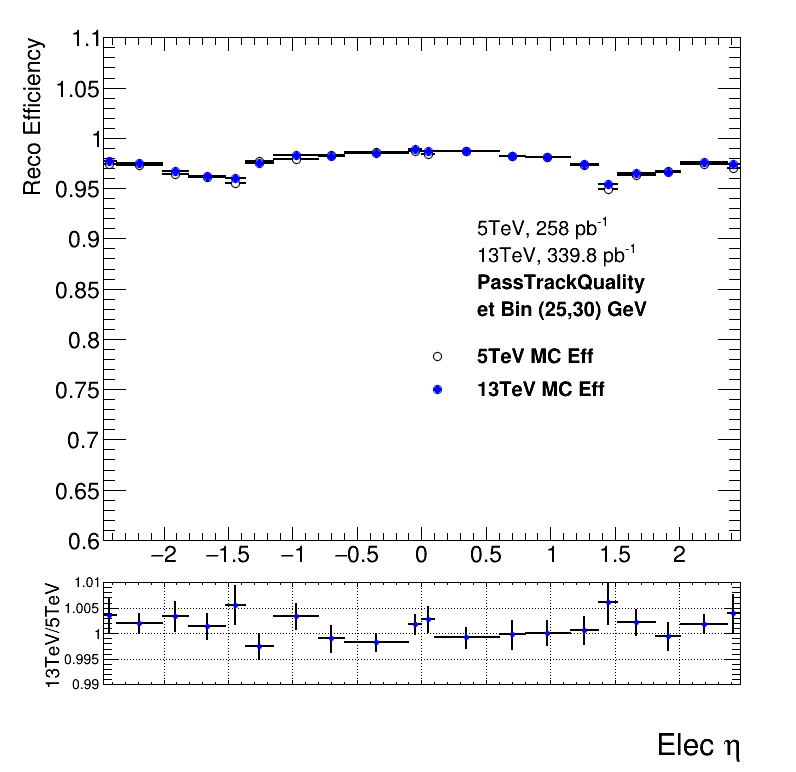 Reco Efficiency
1.1
1.05
1
0.95
0.9
0.85
0.8
0.75
0.7
0.65
0.6
−2 −1.5 −1 −0.5 0 0.5 1 1.5 2
5TeV, 258 pb⁻¹
13TeV, 339.8 pb⁻¹
PassTrackQuality
et Bin (25,30) GeV
5TeV MC Eff
13TeV MC Eff
13TeV/5TeV
1.01
1.005
1
0.995
0.99
Elec η